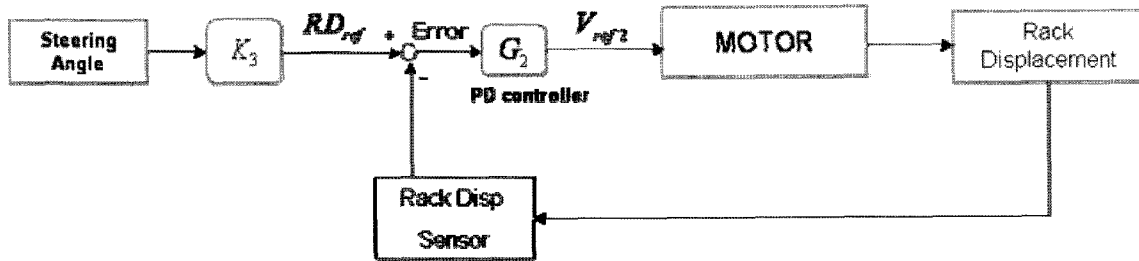 Steering
Angle
K3
RDref
+
Error
-
G2
PD controller
Vref2
MOTOR
Rack
Displacement
Rack Disp
Sensor